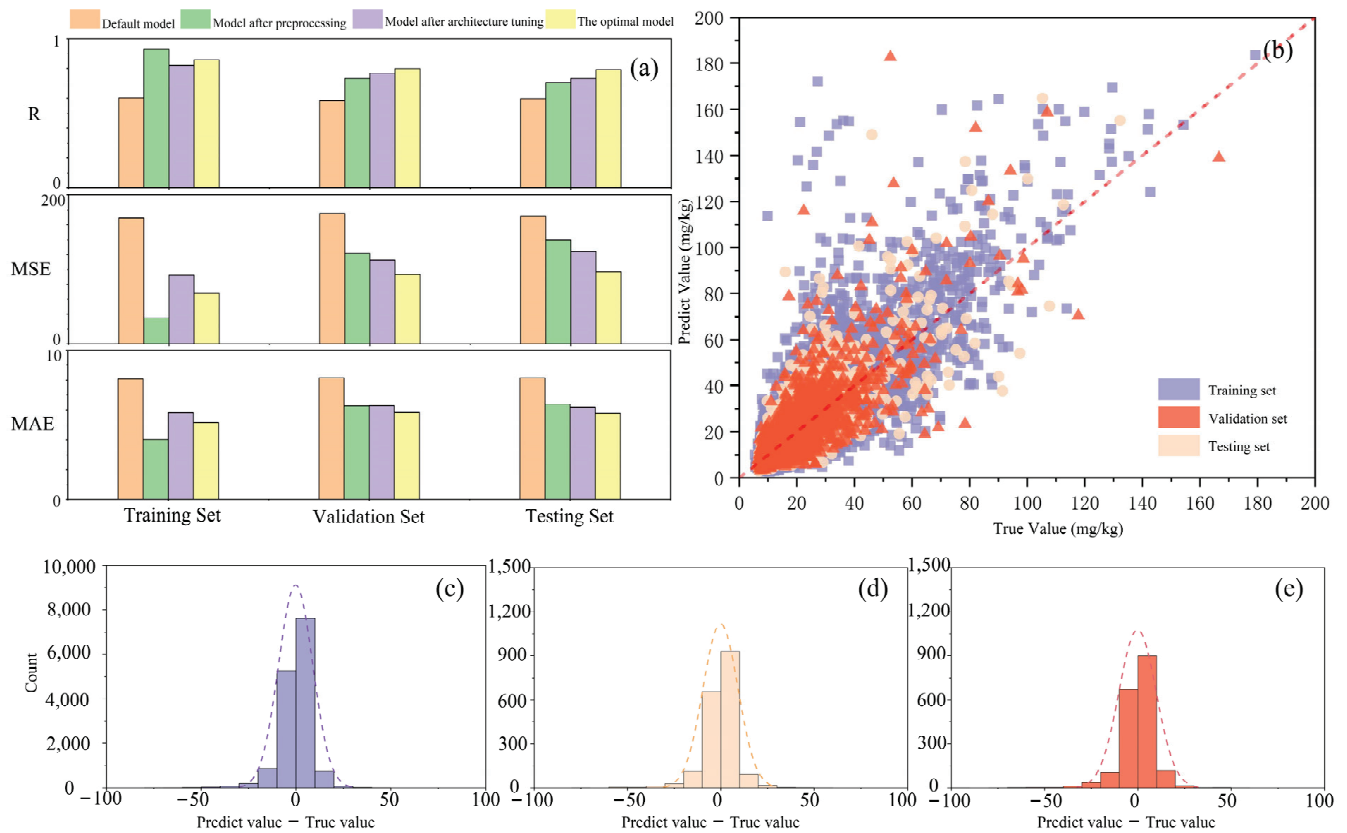 Default model Model after preprocessing Model after architecture tuning The optimal model
1
(a)
R
0
200
MSE
0
10
MAE
0
Training Set Validation Set Testing Set
200
180
160
140
120
100
80
60
40
20
0
Predict Value (mg/kg)
(b)
Training set
Validation set
Testing set
0 20 40 60 80 100 120 140 160 180 200
True Value (mg/kg)
10,000
8,000
6,000
4,000
2,000
0
Count
(c)
−100 −50 0 50 100
Predict value − True value
1,500
1,200
900
600
300
0
(d)
−100 −50 0 50 100
Predict value − True value
1,500
1,200
900
600
300
0
(e)
−100 −50 0 50 100
Predict value − True value